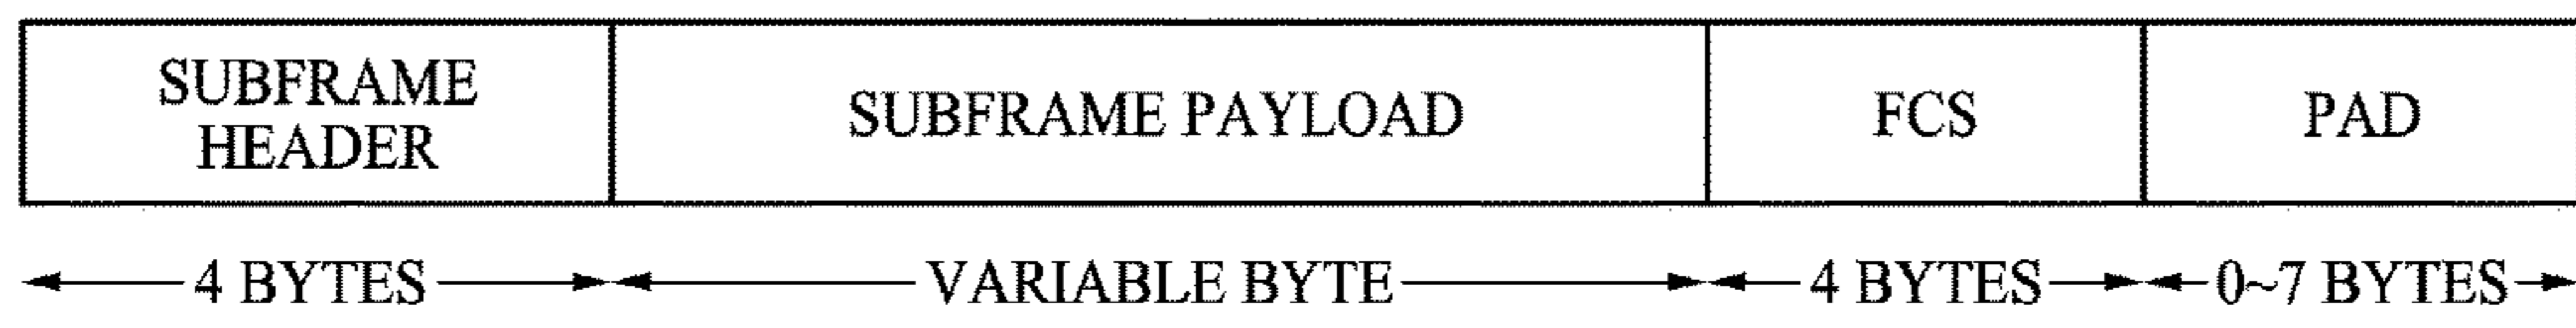 SUBFRAME
HEADER
SUBFRAME PAYLOAD
FCS
PAD
4 BYTES
VARIABLE BYTE
4 BYTES
0~7 BYTES